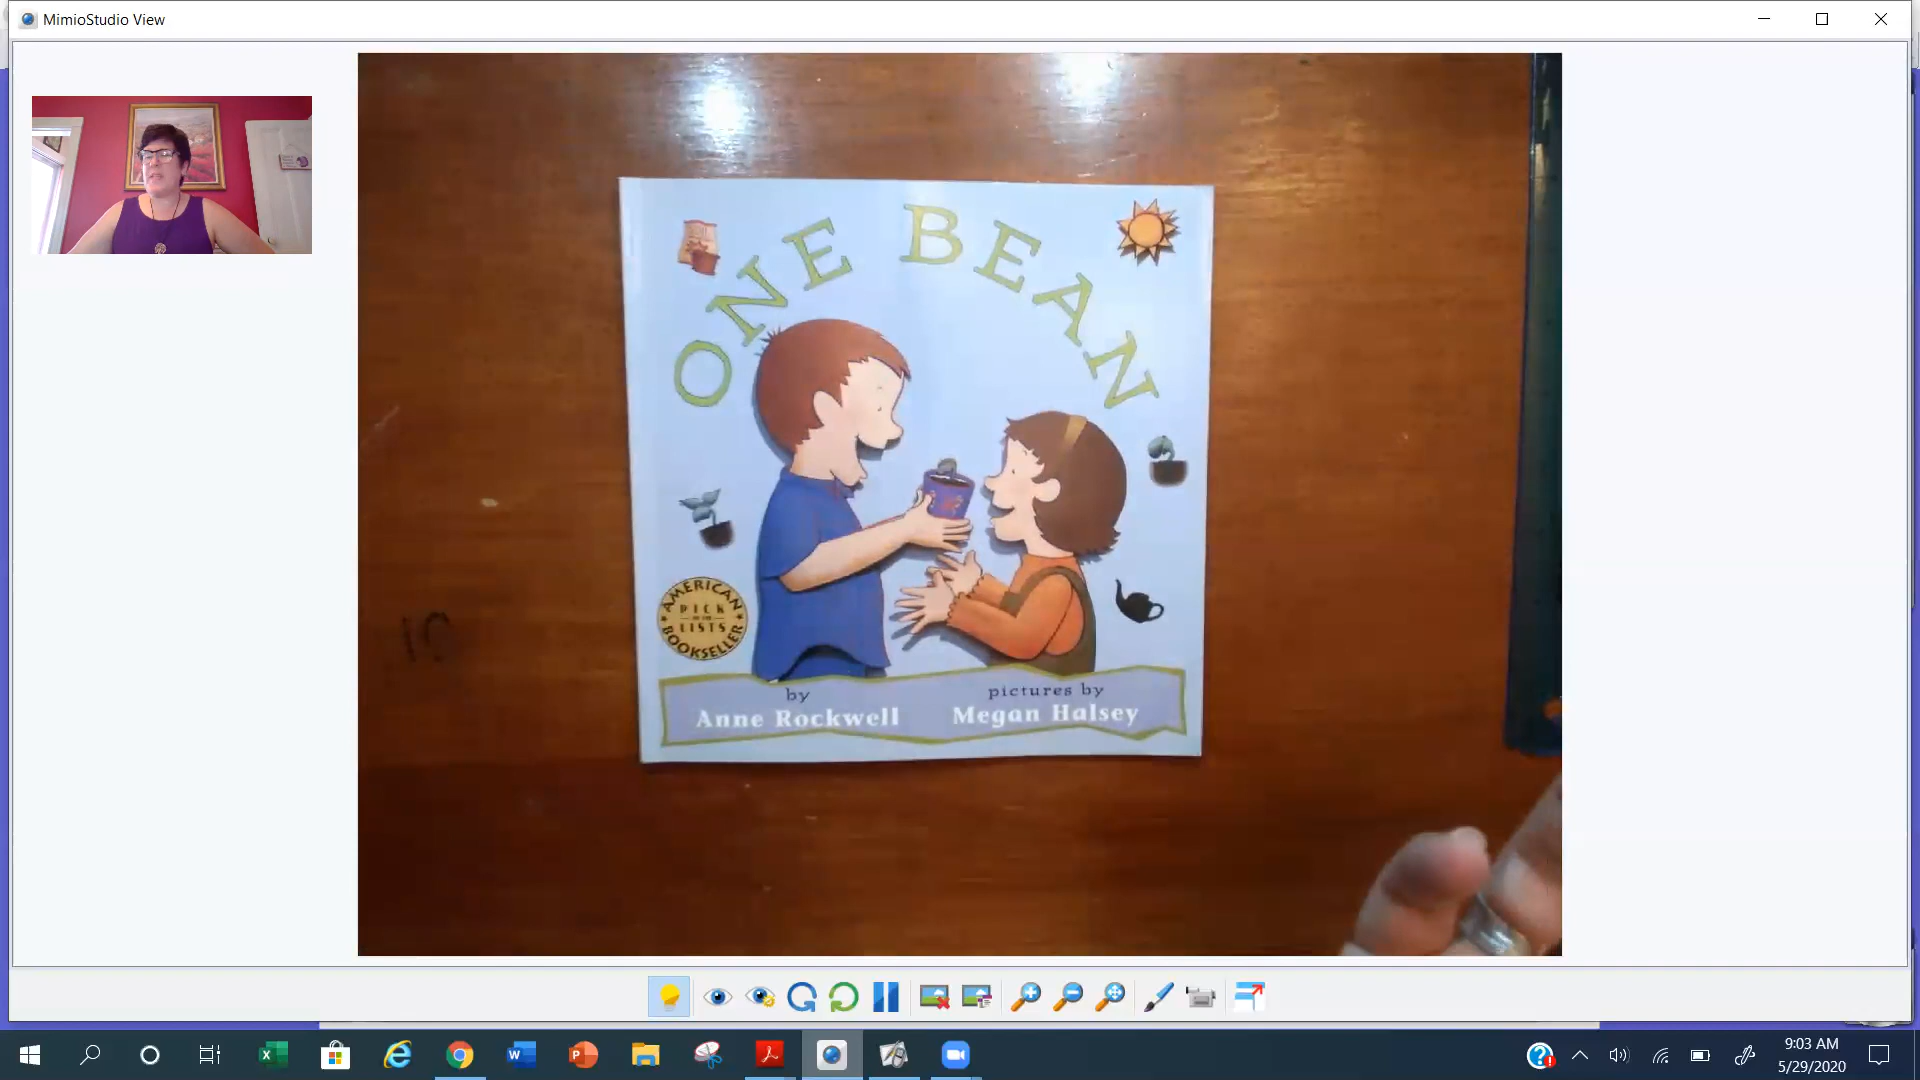 MimioStudio View
ONE BEAN
AMERICAN
BOOKSELLER
PICK
OF THE
LISTS
by
Anne Rockwell
pictures by
Megan Halsey
10
9:03 AM
5/29/2020